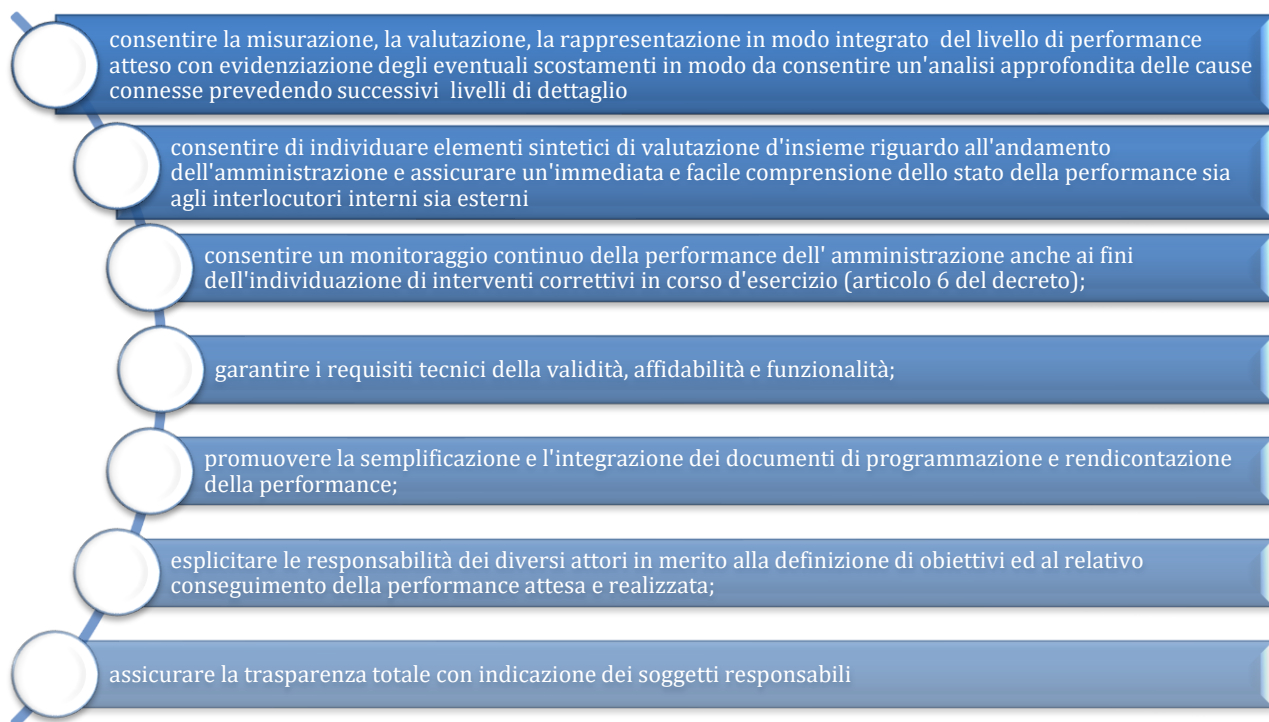 consentire la misurazione, la valutazione, la rappresentazione in modo integrato  del livello di performance
atteso con evidenziazione degli eventuali scostamenti in modo da consentire un'analisi approfondita delle cause
connesse prevedendo successivi  livelli di dettaglio
consentire di individuare elementi sintetici di valutazione d'insieme riguardo all'andamento
dell'amministrazione e assicurare un'immediata e facile comprensione dello stato della performance sia
agli interlocutori interni sia esterni
consentire un monitoraggio continuo della performance dell' amministrazione anche ai fini
delI'individuazione di interventi correttivi in corso d'esercizio (articolo 6 del decreto);
garantire i requisiti tecnici della validità, affidabilità e funzionalità;
promuovere la semplificazione e l'integrazione dei documenti di programmazione e rendicontazione
della performance;
esplicitare le responsabilità dei diversi attori in merito alla definizione di obiettivi ed al relativo
conseguimento della performance attesa e realizzata;
assicurare la trasparenza totale con indicazione dei soggetti responsabili